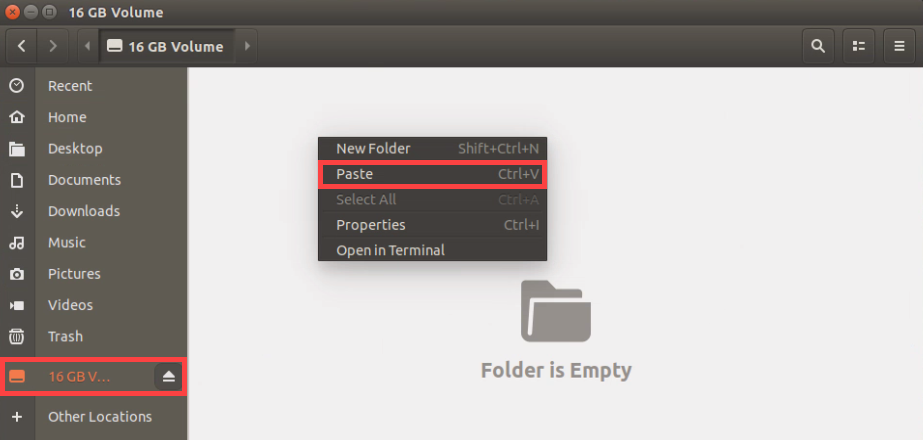 16 GB Volume
16 GB Volume
Recent
Home
Desktop
Documents
Downloads
Music
Pictures
Videos
Trash
16 GB V...
Other Locations
New Folder Shift+Ctrl+N
Paste Ctrl+V
Select All Ctrl+A
Properties Ctrl+I
Open in Terminal
Folder is Empty